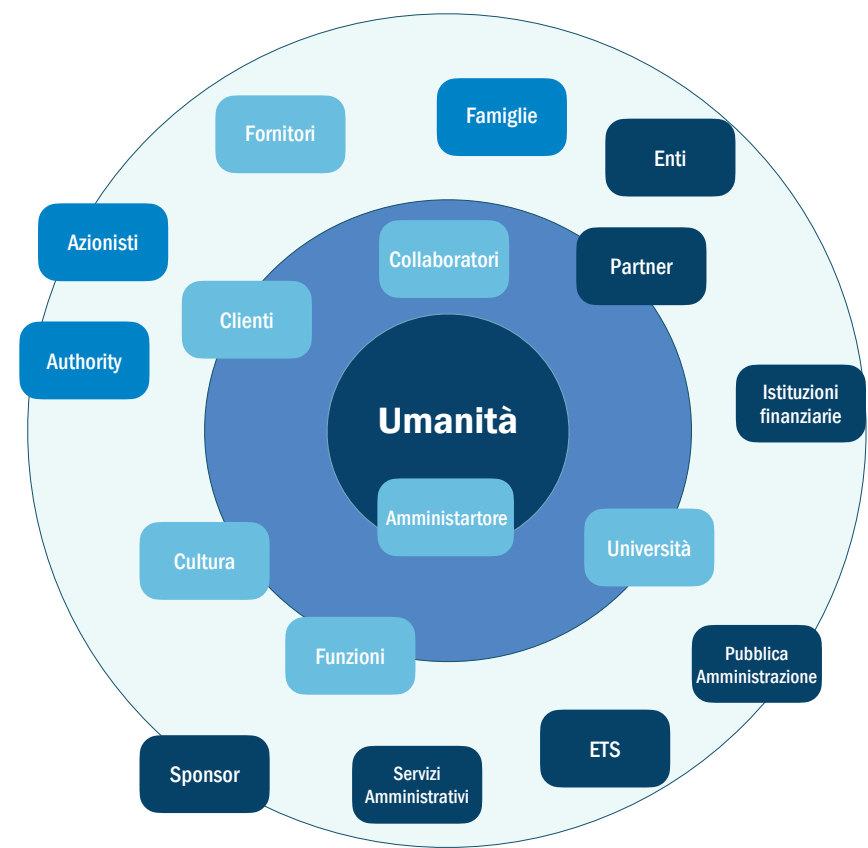 Famiglie
Fornitori
Enti
Azionisti
Collaboratori
Partner
Clienti
Authority
Istituzioni
finanziarie
Umanità
Amministartore
Università
Cultura
Funzioni
Pubblica
Amministrazione
ETS
Sponsor
Servizi
Amministrativi